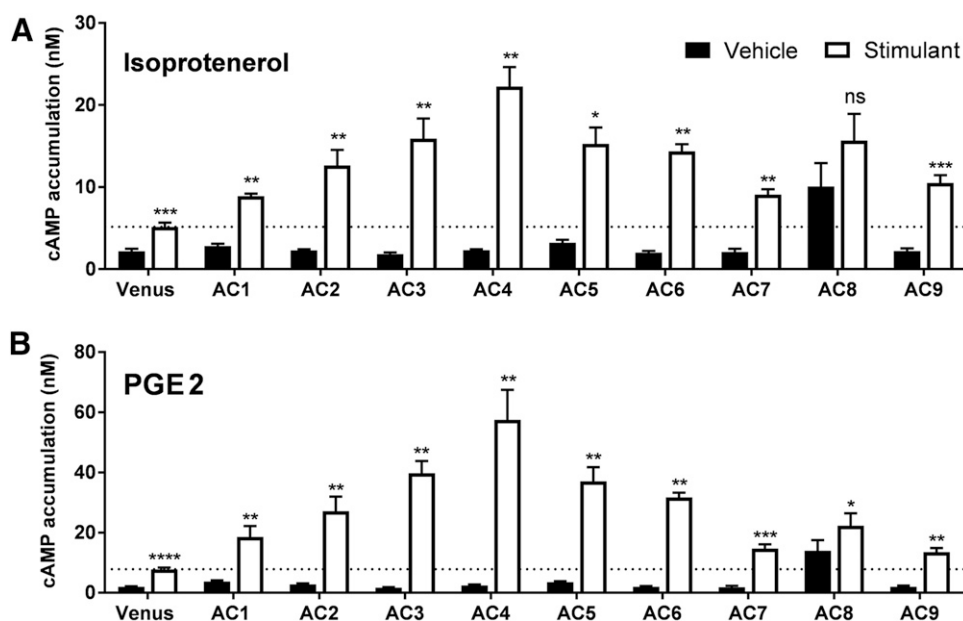 A
cAMP accumulation (nM)
30
20
10
0
Isoprotenerol
Vehicle Stimulant
*** ** ** ** ** * ** ** ns ***
Venus AC1 AC2 AC3 AC4 AC5 AC6 AC7 AC8 AC9
B
cAMP accumulation (nM)
80
60
40
20
0
PGE2
**** ** ** ** ** ** ** *** * **
Venus AC1 AC2 AC3 AC4 AC5 AC6 AC7 AC8 AC9